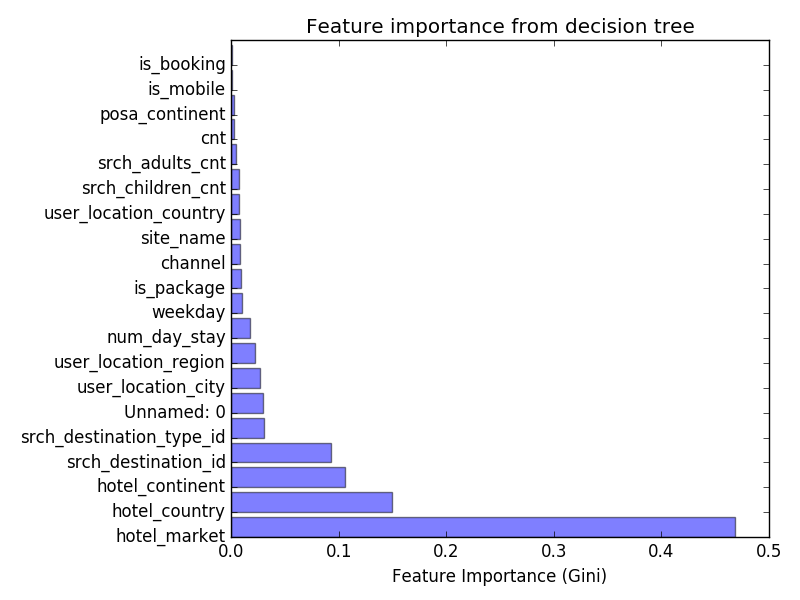 Feature importance from decision tree
is_booking
is_mobile
posa_continent
cnt
srch_adults_cnt
srch_children_cnt
user_location_country
site_name
channel
is_package
weekday
num_day_stay
user_location_region
user_location_city
Unnamed: 0
srch_destination_type_id
srch_destination_id
hotel_continent
hotel_country
hotel_market
0.0 0.1 0.2 0.3 0.4 0.5
Feature Importance (Gini)